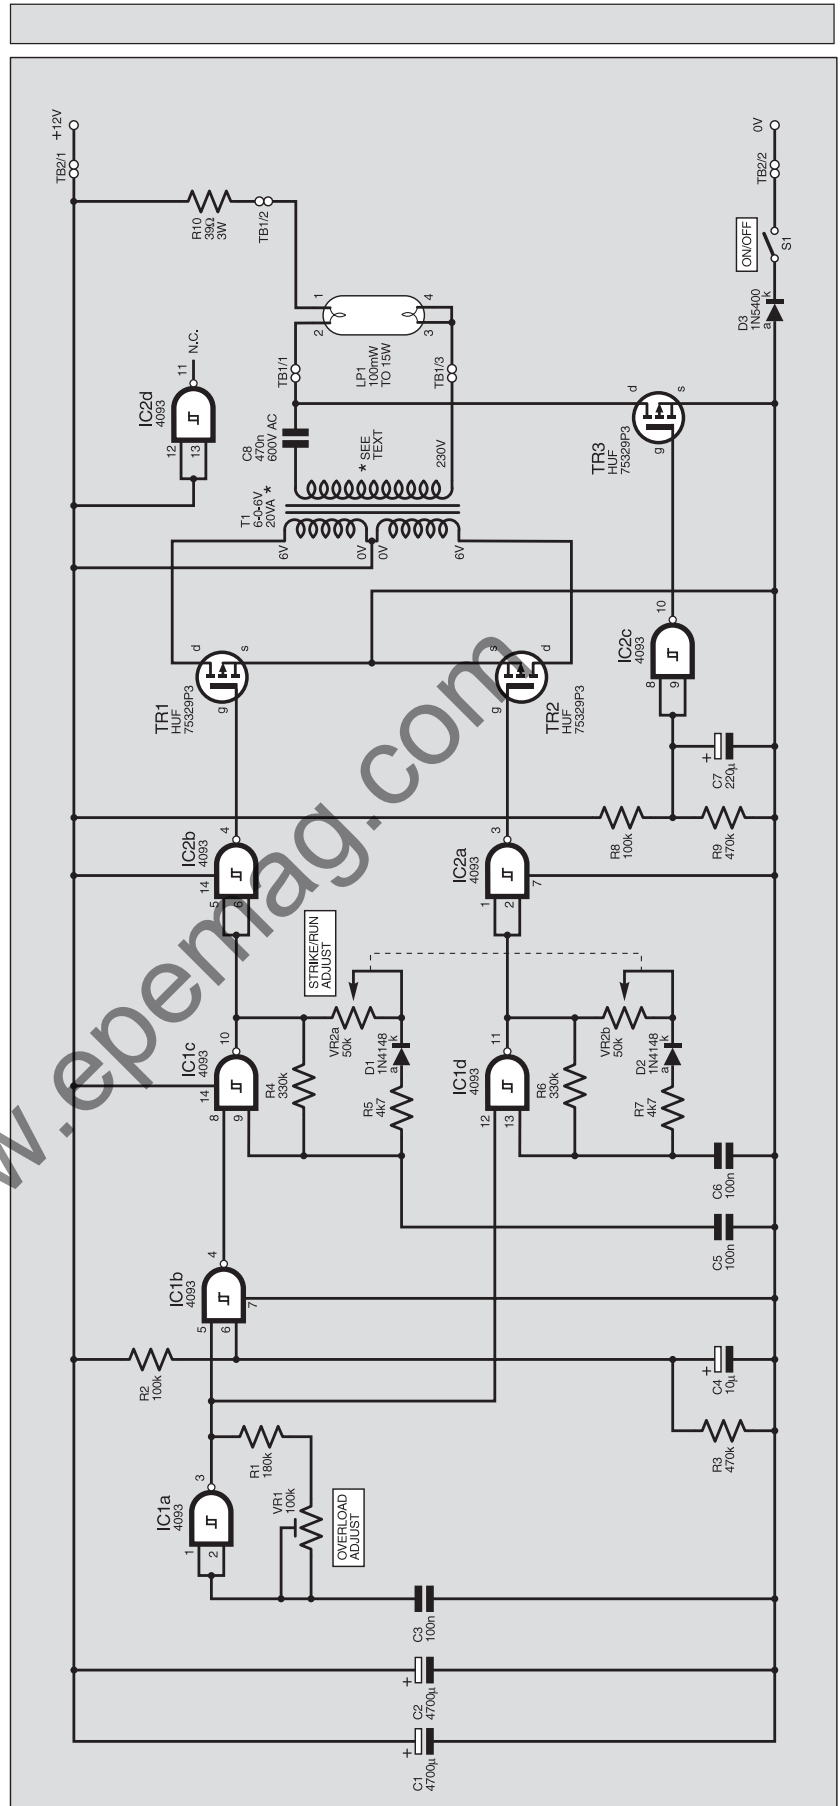 +12V
TB2/1
R10
39Ω
3W
TB1/2
IC2d
4093
12
13
11
N.C.
1
2
3
4
LP1
100mW
TO 15W
TB1/1
TB1/3
C8
470n
600V AC
* SEE
TEXT
230V
T1
6-0-6V
20VA *
6V
0V
0V
6V
TR1
HUF
75329P3
d
s
g
TR2
HUF
75329P3
s
d
g
TR3
HUF
75329P3
d
s
g
0V
TB2/2
ON/OFF
S1
D3
1N5400
a
k
IC2c
4093
8
9
10
C7
220µ
+
R8
100k
R9
470k
IC2b
4093
14
5
6
4
IC2a
4093
1
2
3
7
STRIKE/RUN
ADJUST
VR2a
50k
D1
1N4148
a
k
R5
4k7
R4
330k
IC1c
4093
14
8
9
10
VR2b
50k
D2
1N4148
a
k
R7
4k7
R6
330k
IC1d
4093
12
13
11
C6
100n
C5
100n
IC1b
4093
5
6
4
7
R2
100k
C4
10µ
+
R3
470k
IC1a
4093
1
2
3
R1
180k
VR1
100k
OVERLOAD
ADJUST
C3
100n
C2
4700µ
+
C1
4700µ
+
w.epemag.com